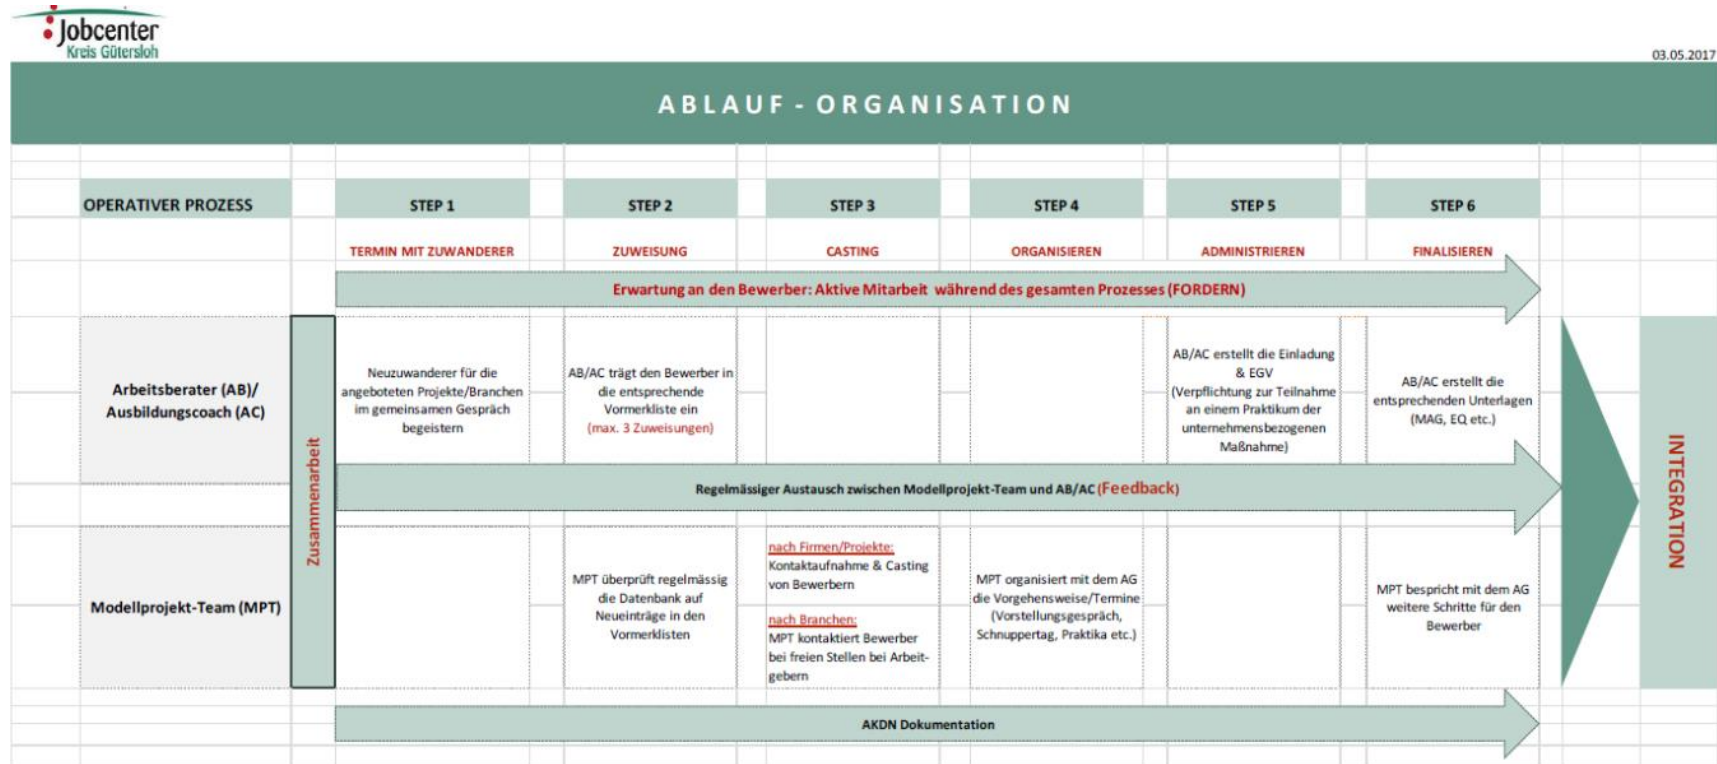 Jobcenter
Kreis Gütersloh
03.05.2017
ABLAUF - ORGANISATION
OPERATIVER PROZESS
STEP 1
STEP 2
STEP 3
STEP 4
STEP 5
STEP 6
TERMIN MIT ZUWANDERER
ZUWEISUNG
CASTING
ORGANISIEREN
ADMINISTRIEREN
FINALISIEREN
Erwartung an den Bewerber: Aktive Mitarbeit während des gesamten Prozesses (FORDERN)
Arbeitsberater (AB)/
Ausbildungscoach (AC)
Zusammenarbeit
Neuzuwanderer für die
angeboteten Projekte/Branchen
im gemeinsamen Gespräch
begeistern
AB/AC trägt den Bewerber in
die entsprechende
Vormerkliste ein
(max. 3 Zuweisungen)
AB/AC erstellt die Einladung
& EGV
(Verpflichtung zur Teilnahme
an einem Praktikum der
unternehmensbezogenen
Maßnahme)
AB/AC erstellt die
entsprechenden Unterlagen
(MAG, EQ etc.)
Regelmässiger Austausch zwischen Modellprojekt-Team und AB/AC (Feedback)
INTEGRATION
Modellprojekt-Team (MPT)
MPT überprüft regelmässig
die Datenbank auf
Neueinträge in den
Vormerklisten
nach Firmen/Projekte:
Kontaktaufnahme & Casting
von Bewerbern
nach Branchen:
MPT kontaktiert Bewerber
bei freien Stellen bei Arbeit-
gebern
MPT organisiert mit dem AG
die Vorgehensweise/Termine
(Vorstellungsgespräch,
Schnuppertag, Praktika etc.)
MPT bespricht mit dem AG
weitere Schritte für den
Bewerber
AKDN Dokumentation